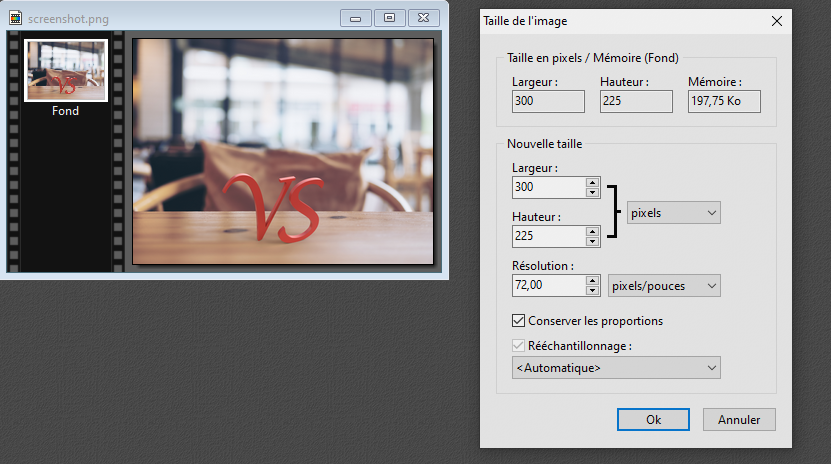 screenshot.png
Fond
VS
Taille de l'image
Taille en pixels / Mémoire (Fond)
Largeur : Hauteur : Mémoire :
300 225 197,75 Ko
Nouvelle taille
Largeur :
300
pixels
Hauteur :
225
Résolution :
72,00 pixels/pouces
Conserver les proportions
Rééchantillonnage :
<Automatique>
Ok Annuler